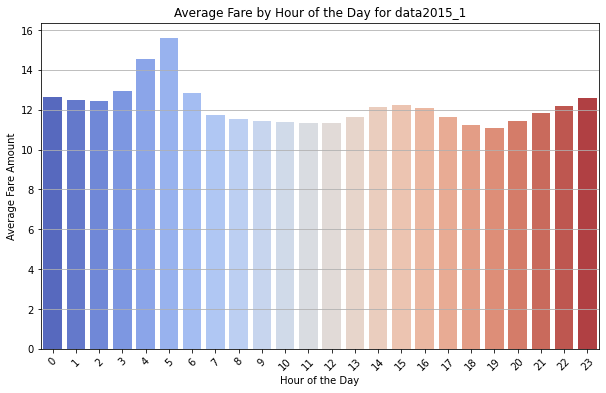 Average Fare by Hour of the Day for data2015_1
Average Fare Amount
16
14
12
10
8
6
4
2
0
0 1 2 3 4 5 6 7 8 9 10 11 12 13 14 15 16 17 18 19 20 21 22 23
Hour of the Day